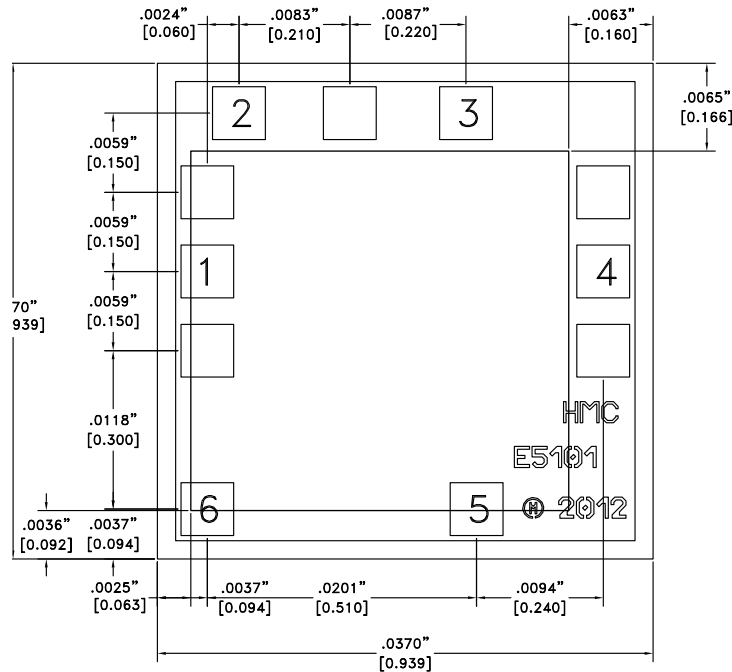 .0024" .0083" .0087" .0063"
[0.060] [0.210] [0.220] [0.160]
.0065"
[0.166]
2 3
.0059"
[0.150]
.0059"
[0.150]
1 4
.0059"
[0.150]
70"
939]
.0118"
[0.300]
HMC
E5101
6 5 H 2012
.0036" .0037"
[0.092] [0.094]
.0025" .0037" .0201" .0094"
[0.063] [0.094] [0.510] [0.240]
.0370"
[0.939]